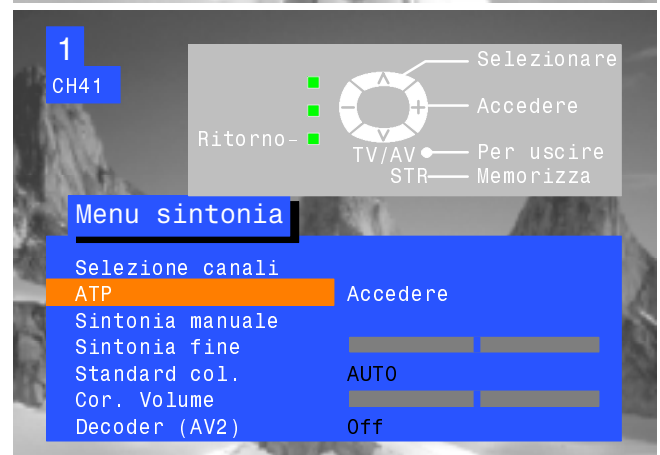 1
CH41
Selezionare
Accedere
Ritorno
TV/AV Per uscire
STR Memorizza
Menu sintonia
Selezione canali
ATP Accedere
Sintonia manuale
Sintonia fine
Standard col. AUTO
Cor. Volume
Decoder (AV2) Off